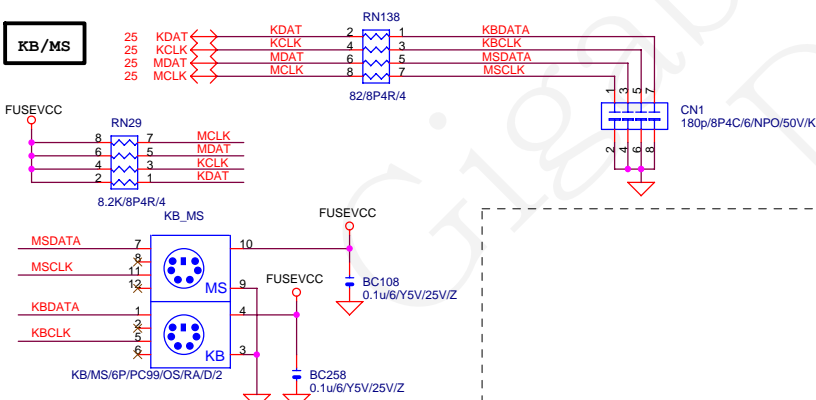 KB/MS
RN138
25 KDAT KDAT 2 1 KBDATA
25 KCLK KCLK 4 3 KBCLK
25 MDAT MDAT 6 5 MSDATA
25 MCLK MCLK 8 7 MSCLK
82/8P4R/4
1 3 5 7
CN1
180p/8P4C/6/NPO/50V/K
2 4 6 8
FUSEVCC
RN29
8 7 MCLK
6 5 MDAT
4 3 KCLK
2 1 KDAT
8.2K/8P4R/4
KB_MS
FUSEVCC
MSDATA 7 10
8
MSCLK 11
12 MS 9
BC108
0.1u/6/Y5V/25V/Z
FUSEVCC
KBDATA 1 4
2
KBCLK 5
6 KB 3
KB/MS/6P/PC99/OS/RA/D/2
BC258
0.1u/6/Y5V/25V/Z
Gigab